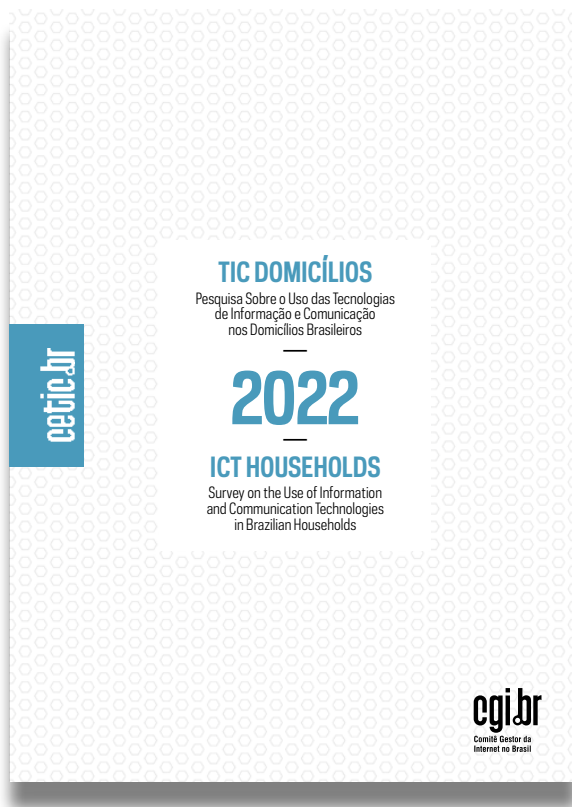 TIC DOMICÍLIOS
Pesquisa Sobre o Uso das Tecnologias
de Informação e Comunicação
nos Domicílios Brasileiros
2022
ICT HOUSEHOLDS
Survey on the Use of Information
and Communication Technologies
in Brazilian Households
cetic.br
cgi.br
Comitê Gestor da
Internet no Brasil